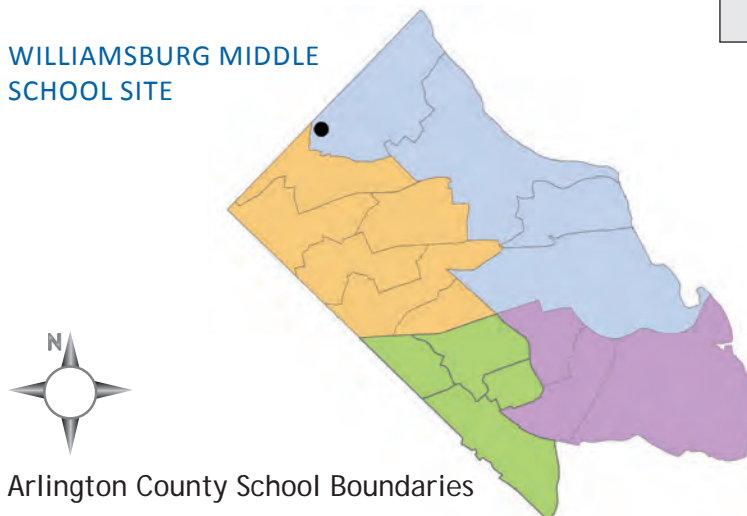 WILLIAMSBURG MIDDLE
SCHOOL SITE
N
Arlington County School Boundaries